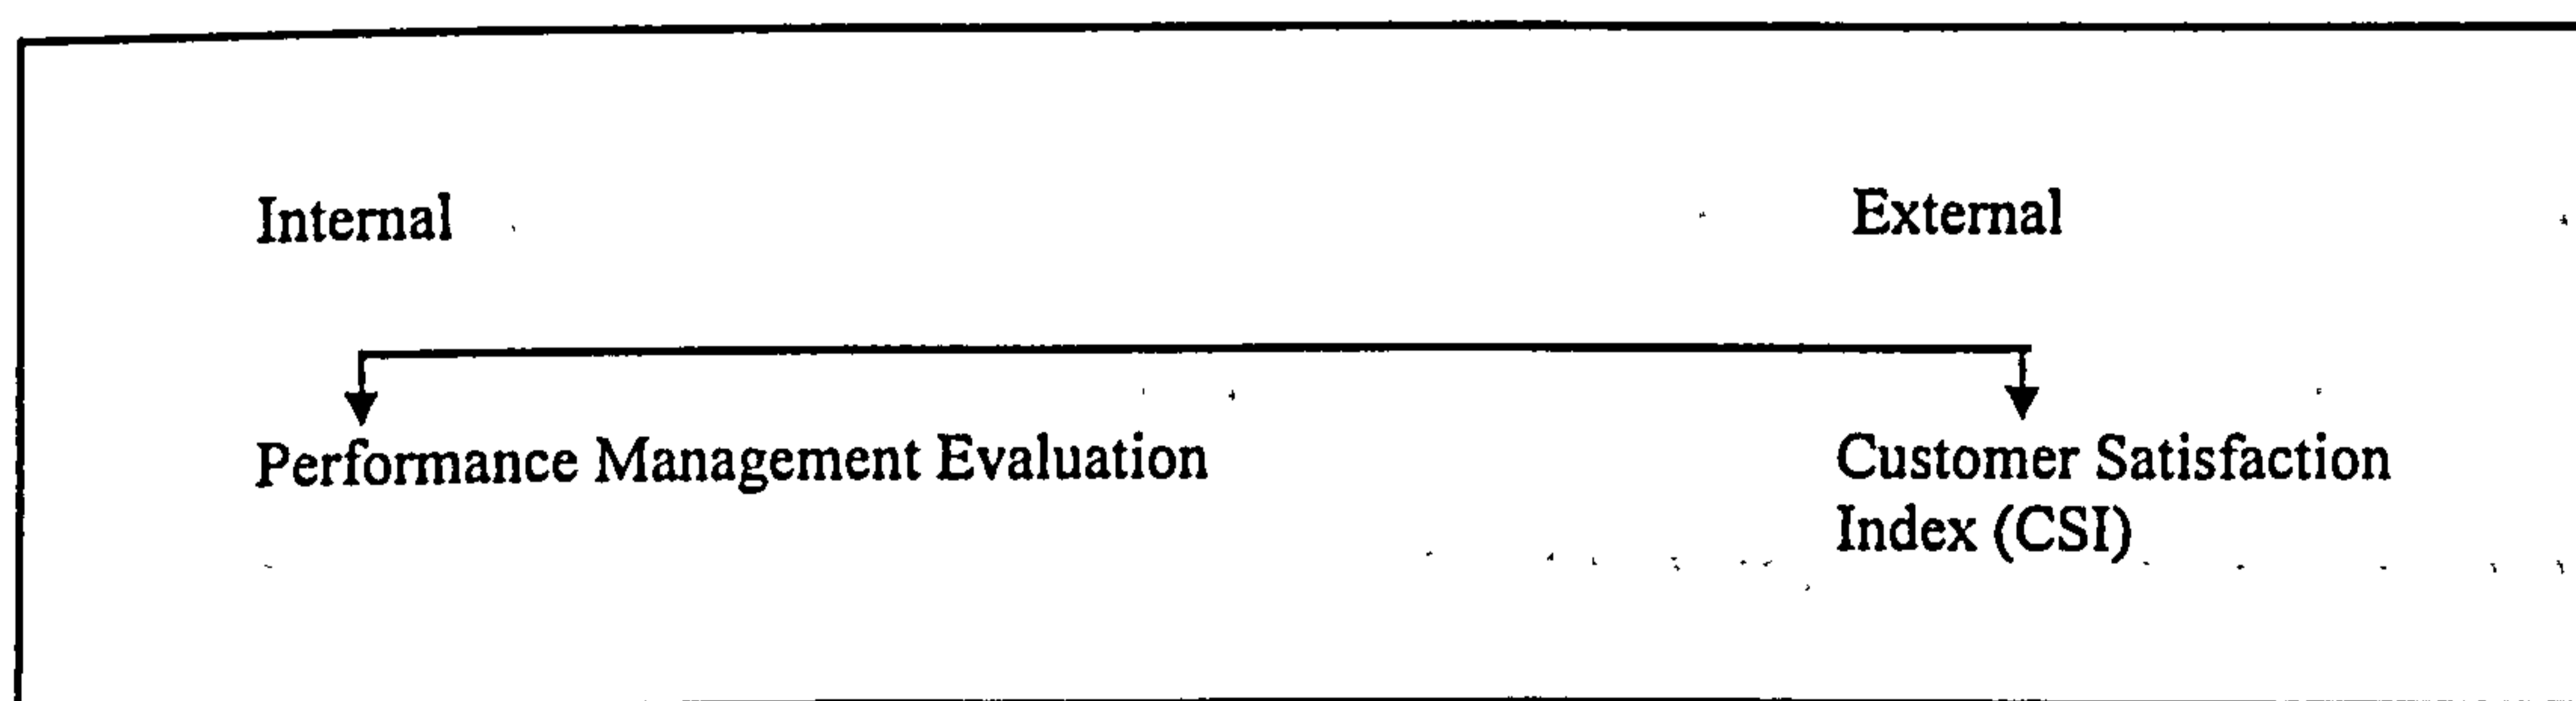 Internal
External
Performance Management Evaluation
Customer Satisfaction
Index (CSI)